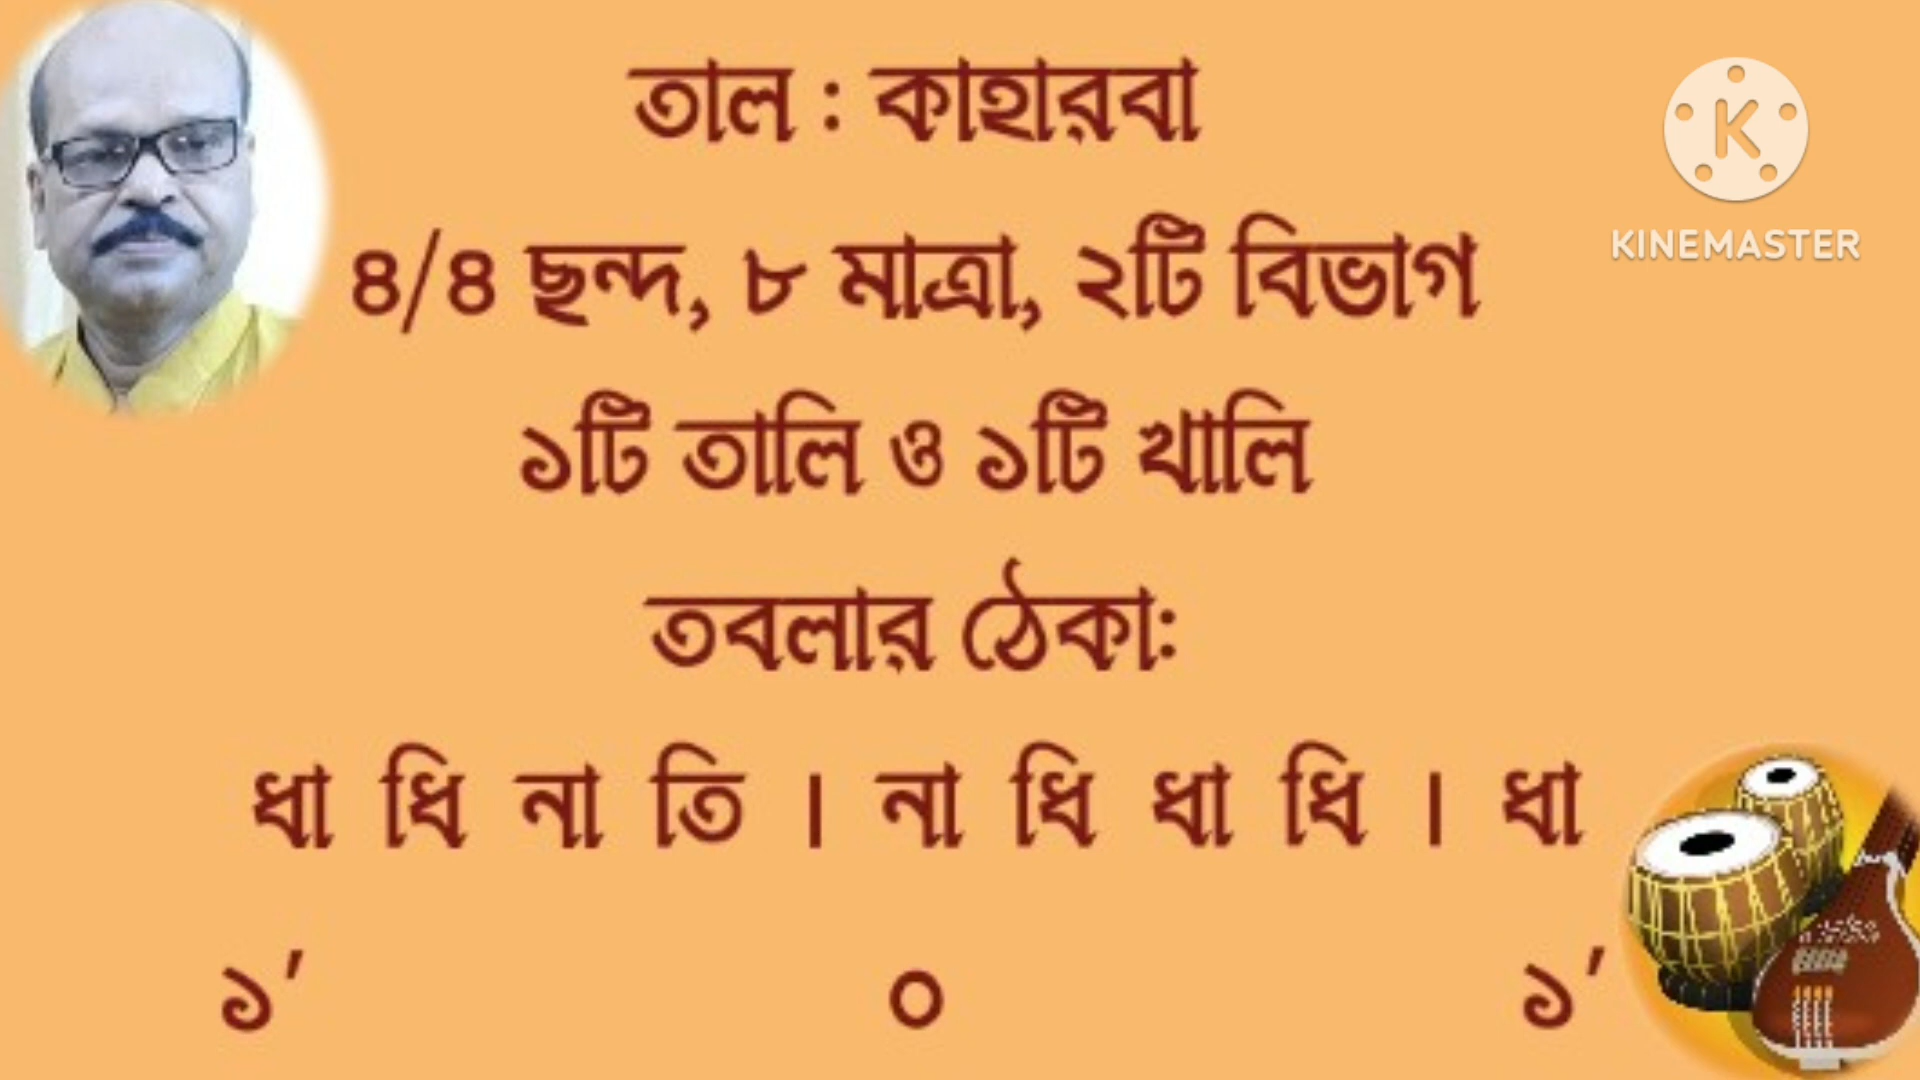 তাল : কাহারবা
K
KINEMASTER
৪/৪ ছন্দ, ৮ মাত্রা, ২টি বিভাগ
১টি তালি ও ১টি খালি
তবলার ঠেকাঃ
ধা ধি না তি । না ধি ধা ধি । ধা
১′ ০ ১′